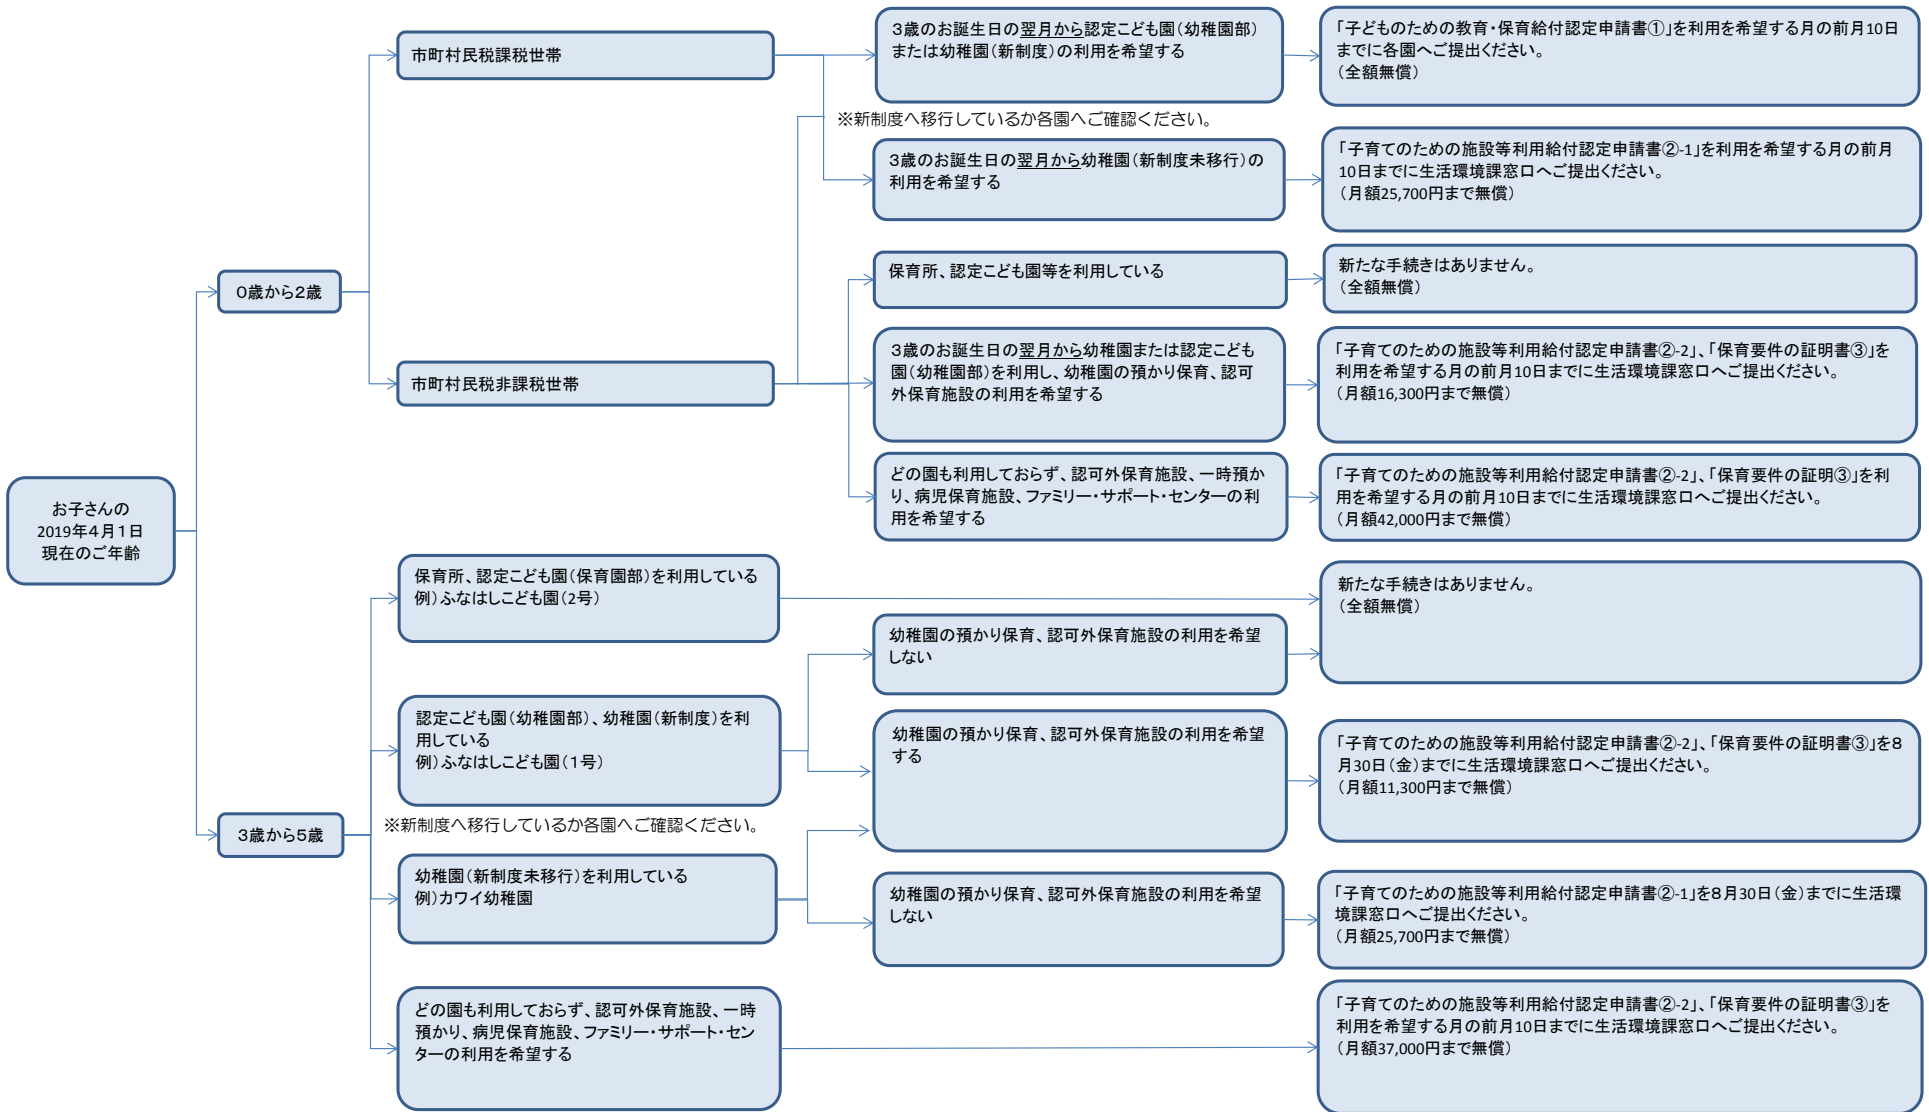 お子さんの
2019年4月1日
現在のご年齢
0歳から2歳
市町村民税課税世帯
3歳のお誕生日の翌月から認定こども園(幼稚園部)
または幼稚園(新制度)の利用を希望する
「子どものための教育・保育給付認定申請書①」を利用を希望する月の前月10日
までに各園へご提出ください。
(全額無償)
※新制度へ移行しているか各園へご確認ください。
3歳のお誕生日の翌月から幼稚園(新制度未移行)の
利用を希望する
「子育てのための施設等利用給付認定申請書②-1」を利用を希望する月の前月
10日までに生活環境課窓口へご提出ください。
(月額25,700円まで無償)
市町村民税非課税世帯
保育所、認定こども園等を利用している
新たな手続きはありません。
(全額無償)
3歳のお誕生日の翌月から幼稚園または認定こども
園(幼稚園部)を利用し、幼稚園の預かり保育、認可
外保育施設の利用を希望する
「子育てのための施設等利用給付認定申請書②-2」、「保育要件の証明書③」を
利用を希望する月の前月10日までに生活環境課窓口へご提出ください。
(月額16,300円まで無償)
どの園も利用しておらず、認可外保育施設、一時預か
り、病児保育施設、ファミリー・サポート・センターの利
用を希望する
「子育てのための施設等利用給付認定申請書②-2」、「保育要件の証明③」を利
用を希望する月の前月10日までに生活環境課窓口へご提出ください。
(月額42,000円まで無償)
3歳から5歳
保育所、認定こども園(保育園部)を利用している
例)ふなはしこども園(2号)
新たな手続きはありません。
(全額無償)
認定こども園(幼稚園部)、幼稚園(新制度)を利
用している
例)ふなはしこども園(1号)
幼稚園の預かり保育、認可外保育施設の利用を希望
しない
幼稚園の預かり保育、認可外保育施設の利用を希望
する
「子育てのための施設等利用給付認定申請書②-2」、「保育要件の証明書③」を8
月30日(金)までに生活環境課窓口へご提出ください。
(月額11,300円まで無償)
※新制度へ移行しているか各園へご確認ください。
幼稚園(新制度未移行)を利用している
例)カワイ幼稚園
幼稚園の預かり保育、認可外保育施設の利用を希望
しない
「子育てのための施設等利用給付認定申請書②-1」を8月30日(金)までに生活環
境課窓口へご提出ください。
(月額25,700円まで無償)
どの園も利用しておらず、認可外保育施設、一時
預かり、病児保育施設、ファミリー・サポート・セン
ターの利用を希望する
「子育てのための施設等利用給付認定申請書②-2」、「保育要件の証明書③」を
利用を希望する月の前月10日までに生活環境課窓口へご提出ください。
(月額37,000円まで無償)